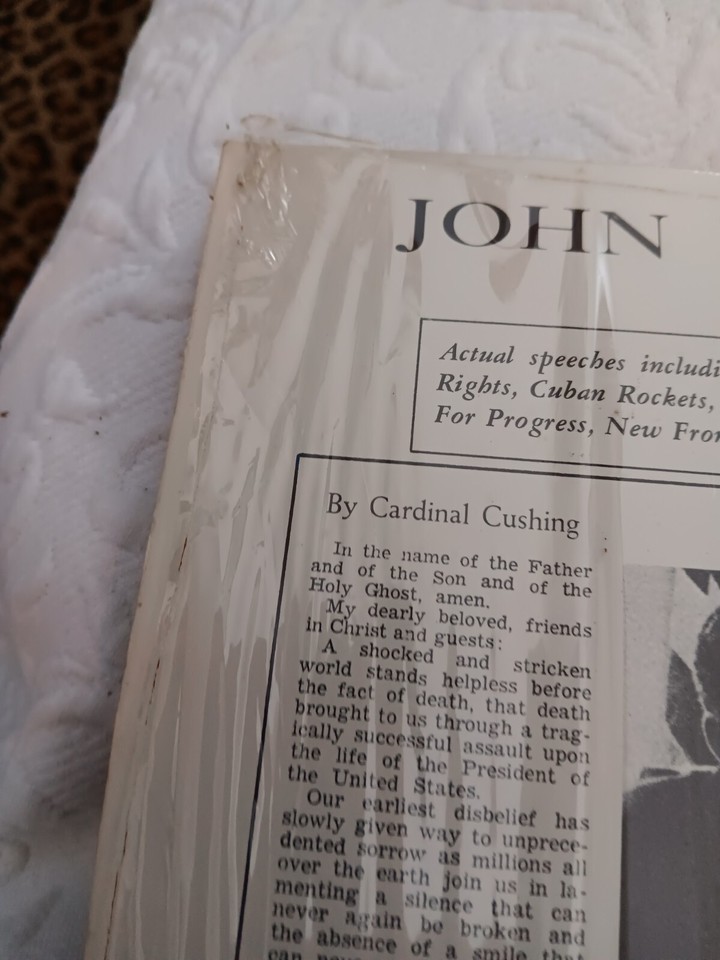 JOHN
Actual speeches includi
Rights, Cuban Rockets,
For Progress, New Fron
By Cardinal Cushing
In the name of the Father
and of the Son and of the
Holy Ghost, amen.
My dearly beloved, friends
in Christ and guests:
A shocked and stricken
world stands helpless before
the fact of death, that death
brought to us through a trag-
ically successful assault upon
the life of the President of
the United States.
Our earliest disbelief has
slowly given way to unprece-
dented sorrow as millions all
over the earth join us in la-
menting a silence that can
never again be broken and
the absence of a smile that
can